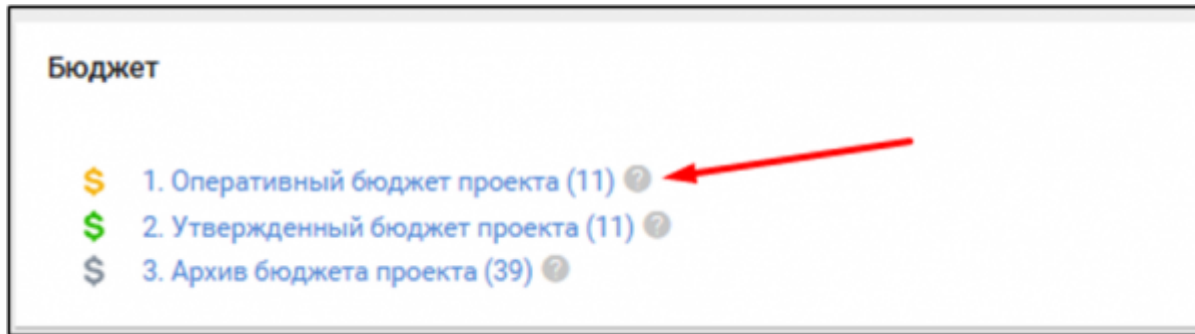 Бюджет
$ 1. Оперативный бюджет проекта (11) ?
$ 2. Утвержденный бюджет проекта (11) ?
$ 3. Архив бюджета проекта (39) ?